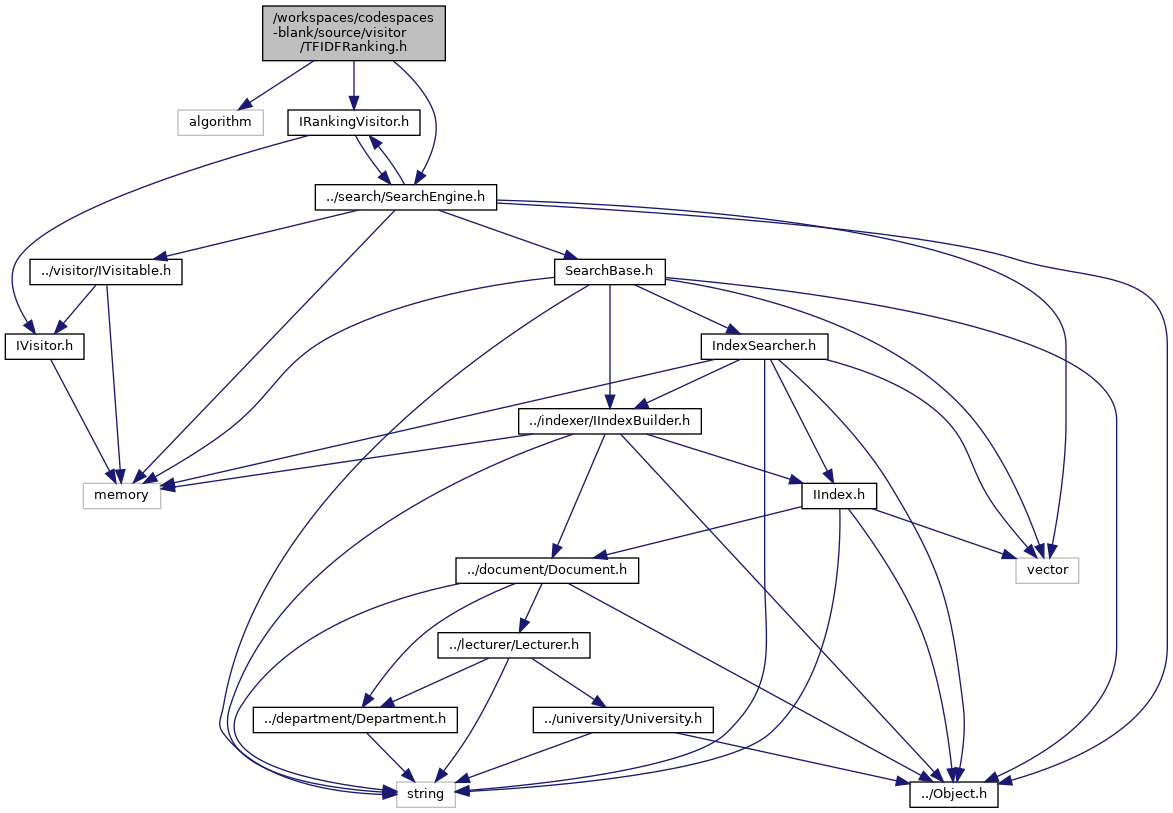 /workspaces/codespaces
-blank/source/visitor
/TFIDFRanking.h
algorithm
IRankingVisitor.h
../search/SearchEngine.h
../visitor/IVisitable.h
SearchBase.h
IVisitor.h
IndexSearcher.h
../indexer/IIndexBuilder.h
memory
IIndex.h
../document/Document.h
vector
../lecturer/Lecturer.h
../department/Department.h
../university/University.h
string
../Object.h